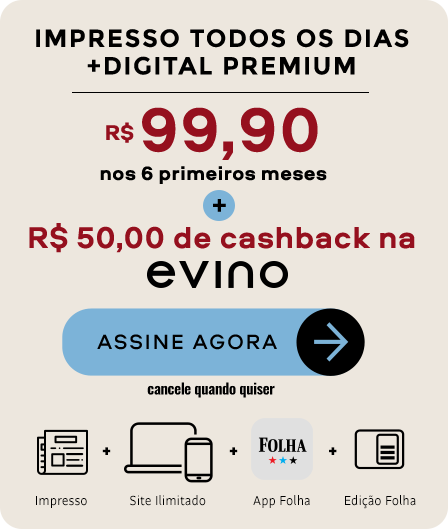 IMPRESSO TODOS OS DIAS
+DIGITAL PREMIUM
R$ 99,90
nos 6 primeiros meses
+
R$ 50,00 de cashback na
evino
ASSINE AGORA
cancele quando quiser
+ + FOLHA +
Impresso Site Ilimitado App Folha Edição Folha